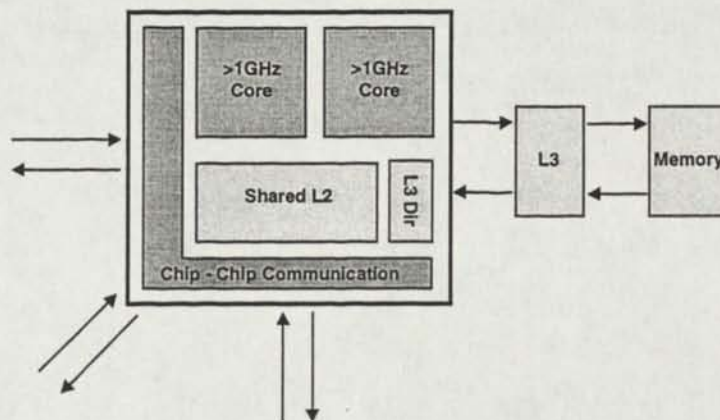 >1GHz
Core
>1GHz
Core
L3
Memory
Shared L2
L3 Dir
Chip - Chip Communication